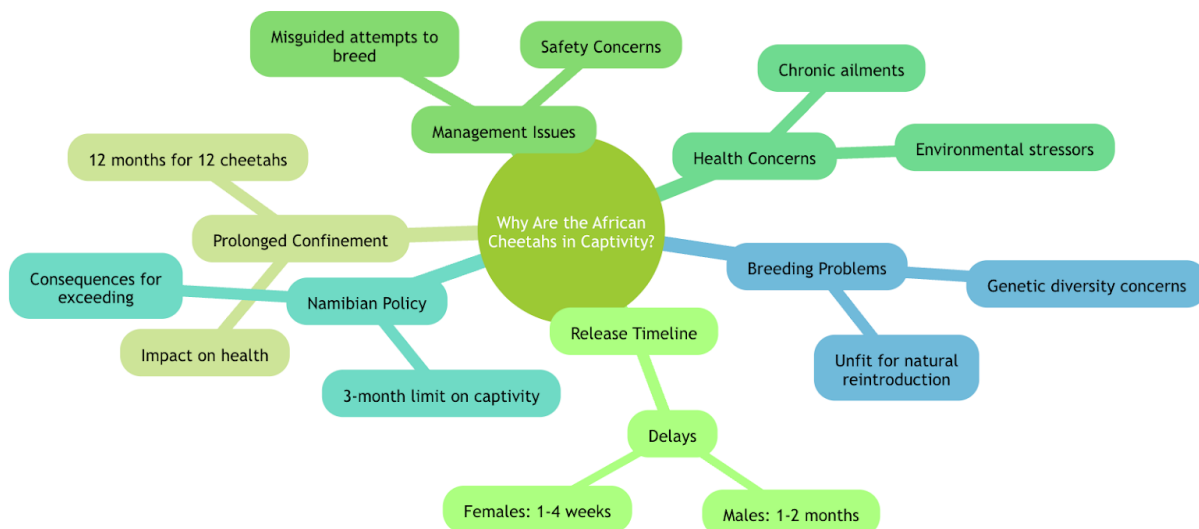 Why Are the African
Cheetahs in Captivity?
Management Issues
Misguided attempts to
breed
Safety Concerns
Health Concerns
Chronic ailments
Environmental stressors
Breeding Problems
Genetic diversity concerns
Unfit for natural
reintroduction
Release Timeline
Delays
Females: 1-4 weeks
Males: 1-2 months
Namibian Policy
Consequences for
exceeding
3-month limit on captivity
Prolonged Confinement
12 months for 12 cheetahs
Impact on health